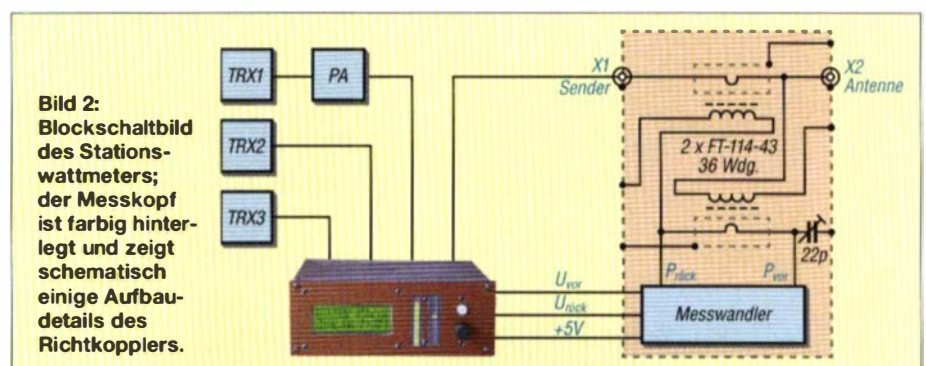 Bild 2:
Blockschaltbild
des Stations-
wattmeters;
der Messkopf
ist farbig hinter-
legt und zeigt
schematisch
einige Aufbau-
details des
Richtkopplers.
TRX1
PA
TRX2
TRX3
X1
Sender
X2
Antenne
2 x FT-114-43
36 Wdg.
22p
Prück
Pvor
Uvor
Urück
+5V
Messwandler